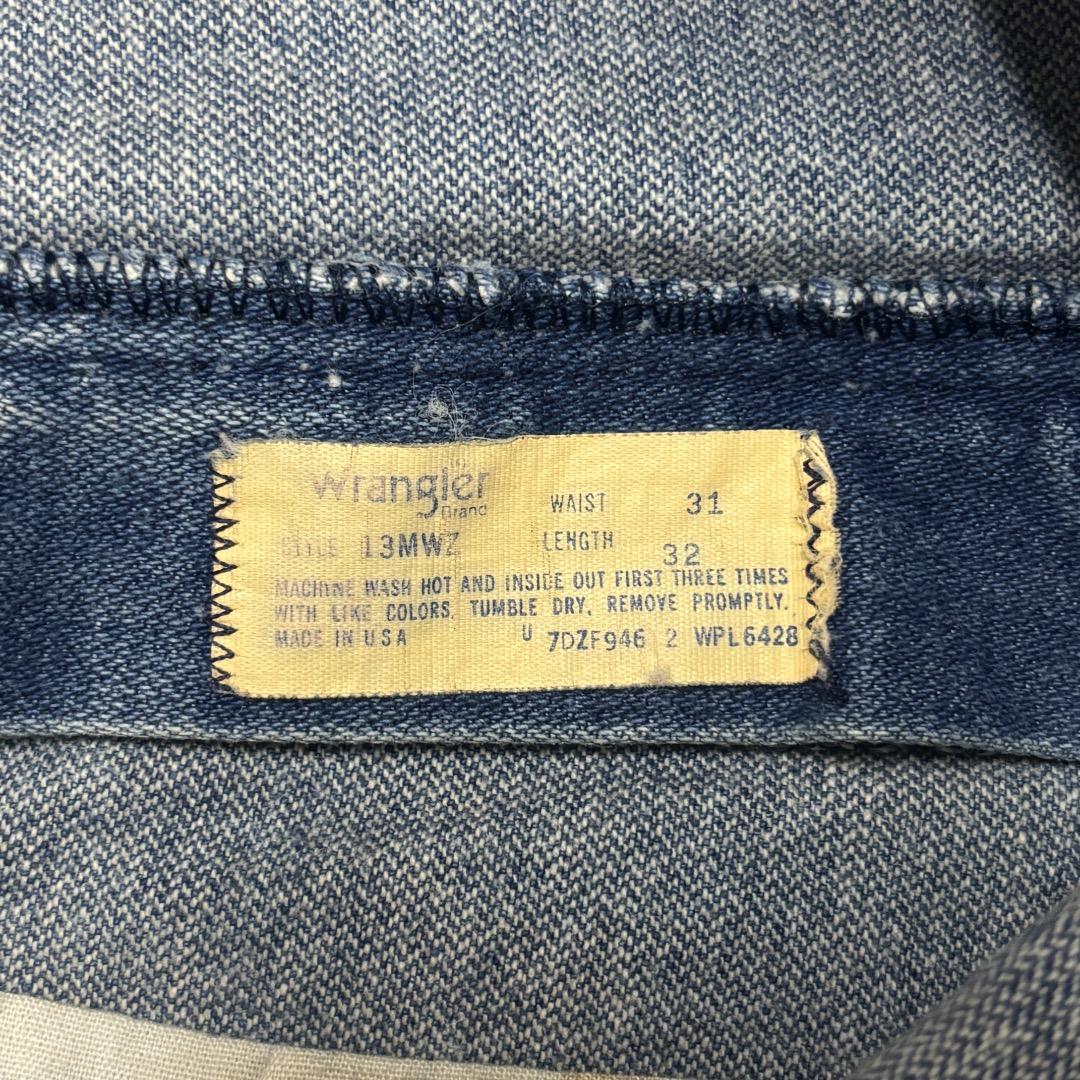 Wrangler
Brand
WAIST 31
STYLE 13MWZ
LENGTH 32
MACHINE WASH HOT AND INSIDE OUT FIRST THREE TIMES
WITH LIKE COLORS. TUMBLE DRY. REMOVE PROMPTLY.
MADE IN USA U 7DZF946 2 WPL6428